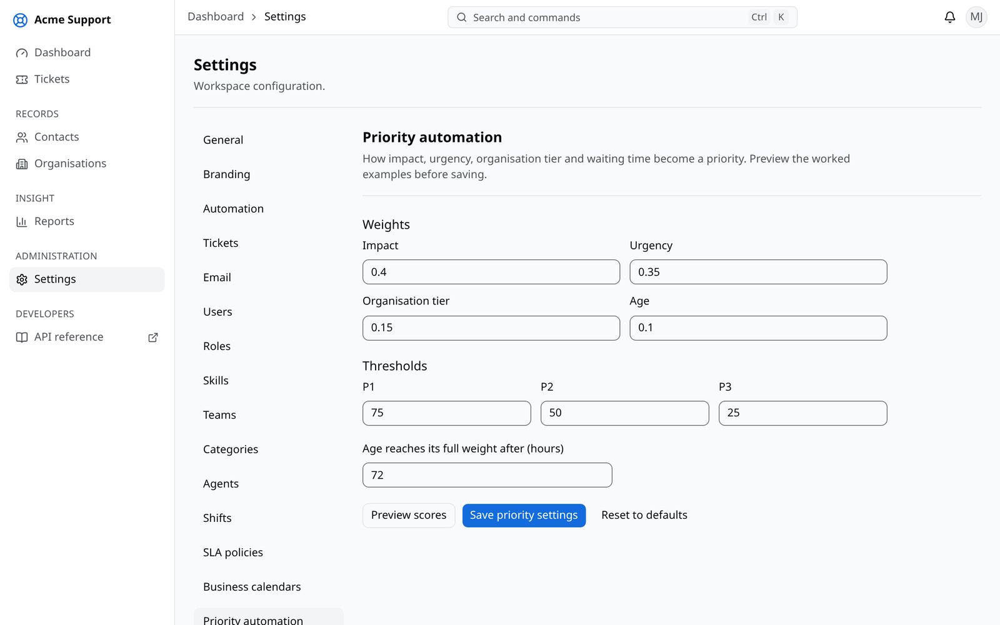 Acme Support
Dashboard
Tickets
RECORDS
Contacts
Organisations
INSIGHT
Reports
ADMINISTRATION
Settings
DEVELOPERS
API reference
Dashboard > Settings
Search and commands Ctrl K
MJ
Settings
Workspace configuration.
General
Branding
Automation
Tickets
Email
Users
Roles
Skills
Teams
Categories
Agents
Shifts
SLA policies
Business calendars
Priority automation
Priority automation
How impact, urgency, organisation tier and waiting time become a priority. Preview the worked
examples before saving.
Weights
Impact Urgency
0.4 0.35
Organisation tier Age
0.15 0.1
Thresholds
P1 P2 P3
75 50 25
Age reaches its full weight after (hours)
72
Preview scores Save priority settings Reset to defaults